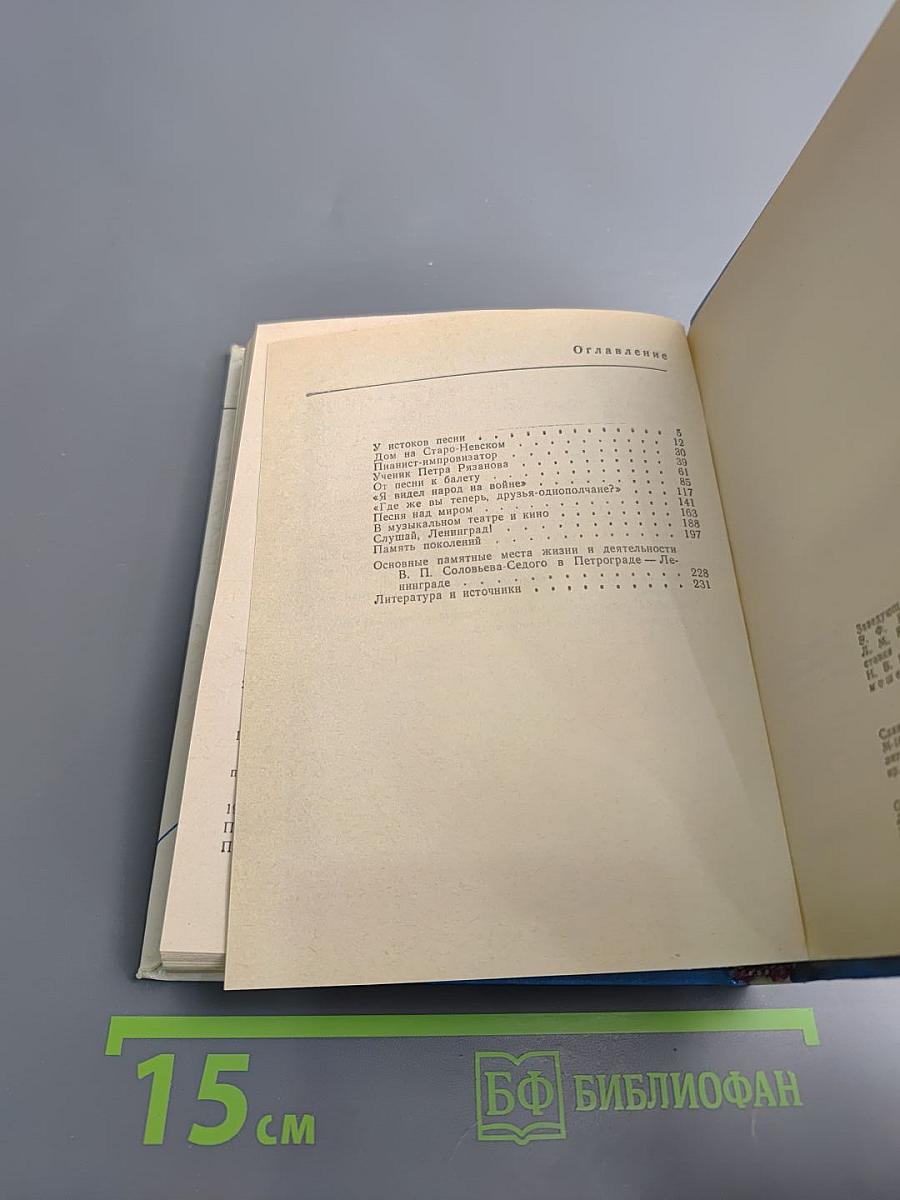 Оглавление
У истоков песни . . . . . . . . . . . . . 5
Дом на Старо-Невском . . . . . . . . . . 12
Пианист-импровизатор . . . . . . . . . . 30
Ученик Петра Рязанова . . . . . . . . . . 39
От песни к балету . . . . . . . . . . . . 61
«Я видел народ на войне» . . . . . . . . . 85
«Где же вы теперь, друзья-однополчане?» . . . 117
Песня над миром . . . . . . . . . . . . . 141
В музыкальном театре и кино . . . . . . . . 163
Слушай, Ленинград! . . . . . . . . . . . . 188
Память поколений . . . . . . . . . . . . . 197
Основные памятные места жизни и деятельности
В. П. Соловьева-Седого в Петрограде — Ле-
нинграде . . . . . . . . . . . . . . . 228
Литература и источники . . . . . . . . . . 231
Заведующ
Л. М.
Н. Б.
15 см
БФ БИБЛИОФАН